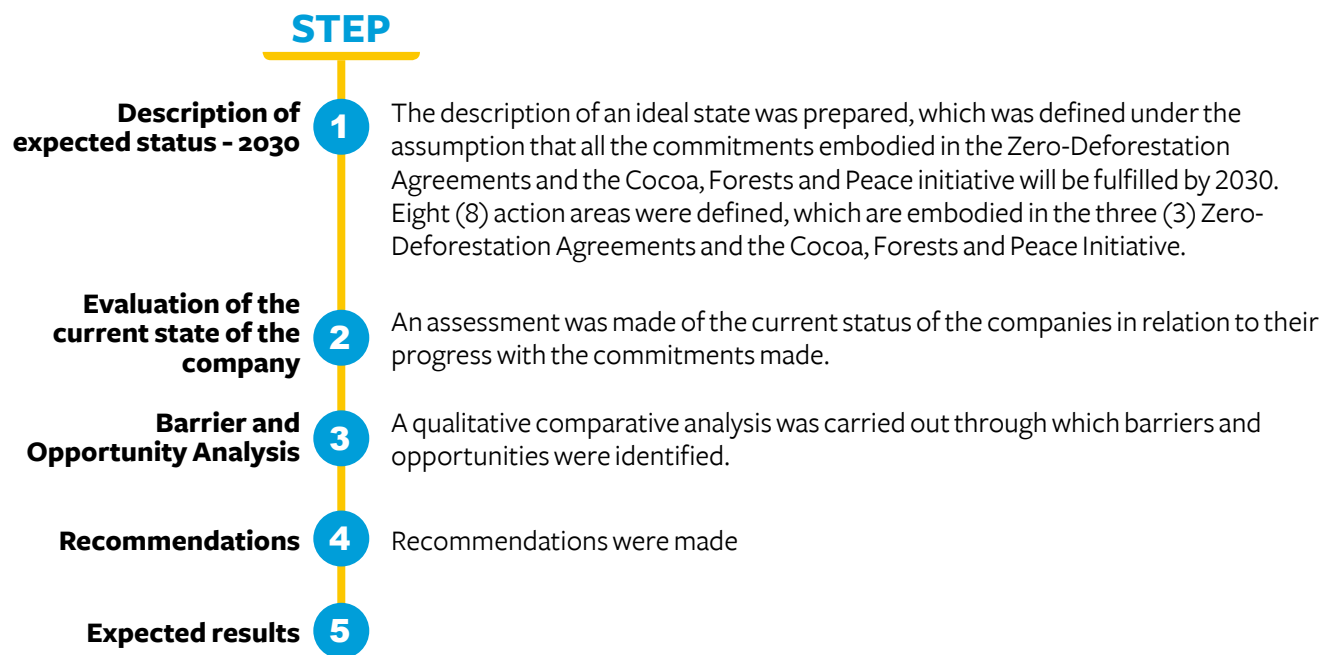 STEP
Description of
expected status - 2030
1
The description of an ideal state was prepared, which was defined under the
assumption that all the commitments embodied in the Zero-Deforestation
Agreements and the Cocoa, Forests and Peace initiative will be fulfilled by 2030.
Eight (8) action areas were defined, which are embodied in the three (3) Zero-
Deforestation Agreements and the Cocoa, Forests and Peace Initiative.
Evaluation of the
current state of the
company
2
An assessment was made of the current status of the companies in relation to their
progress with the commitments made.
Barrier and
Opportunity Analysis
3
A qualitative comparative analysis was carried out through which barriers and
opportunities were identified.
Recommendations
4
Recommendations were made
Expected results
5